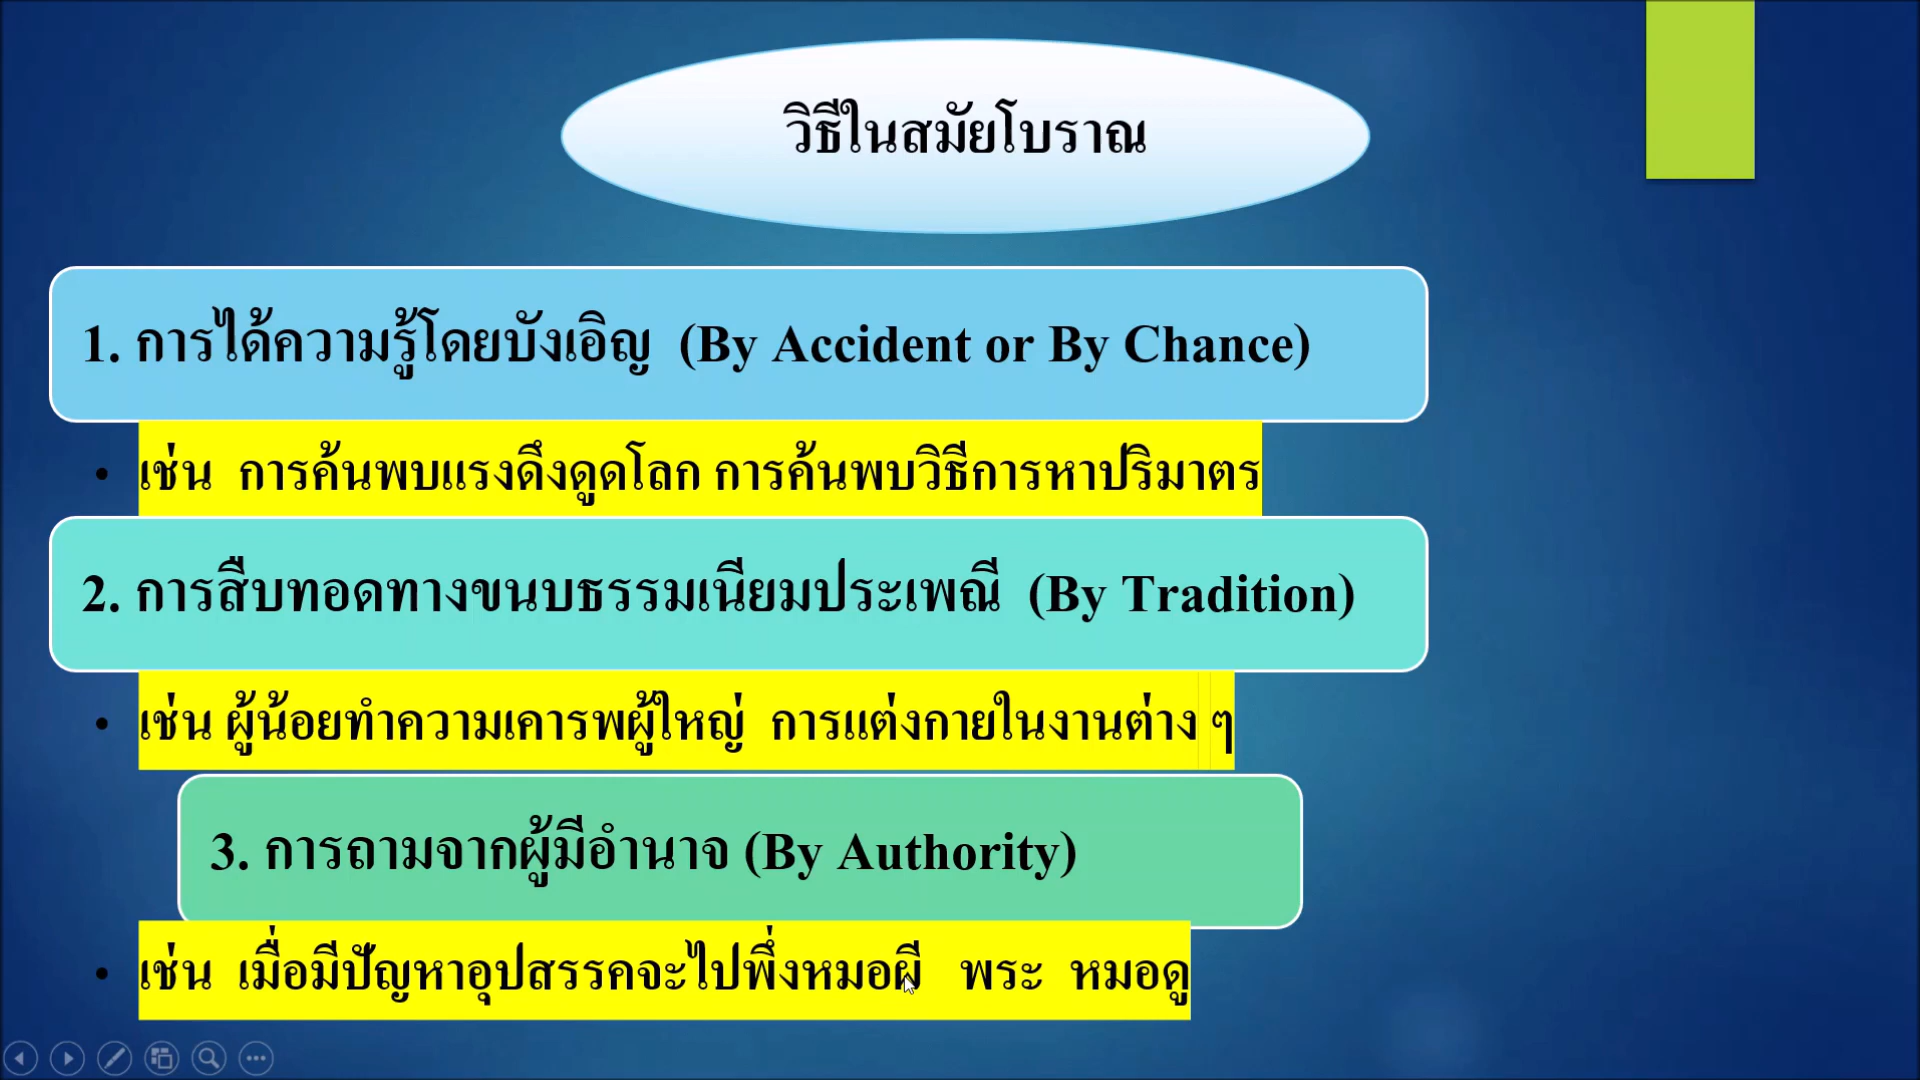 วิธีในสมัยโบราณ
1. การได้ความรู้โดยบังเอิญ (By Accident or By Chance)
• เช่น การค้นพบแรงดึงดูดโลก การค้นพบวิธีการหาปริมาตร
2. การสืบทอดทางขนบธรรมเนียมประเพณี (By Tradition)
• เช่น ผู้น้อยทำความเคารพผู้ใหญ่ การแต่งกายในงานต่าง ๆ
3. การถามจากผู้มีอำนาจ (By Authority)
• เช่น เมื่อมีปัญหาอุปสรรคจะไปพึ่งหมอผี พระ หมอดู